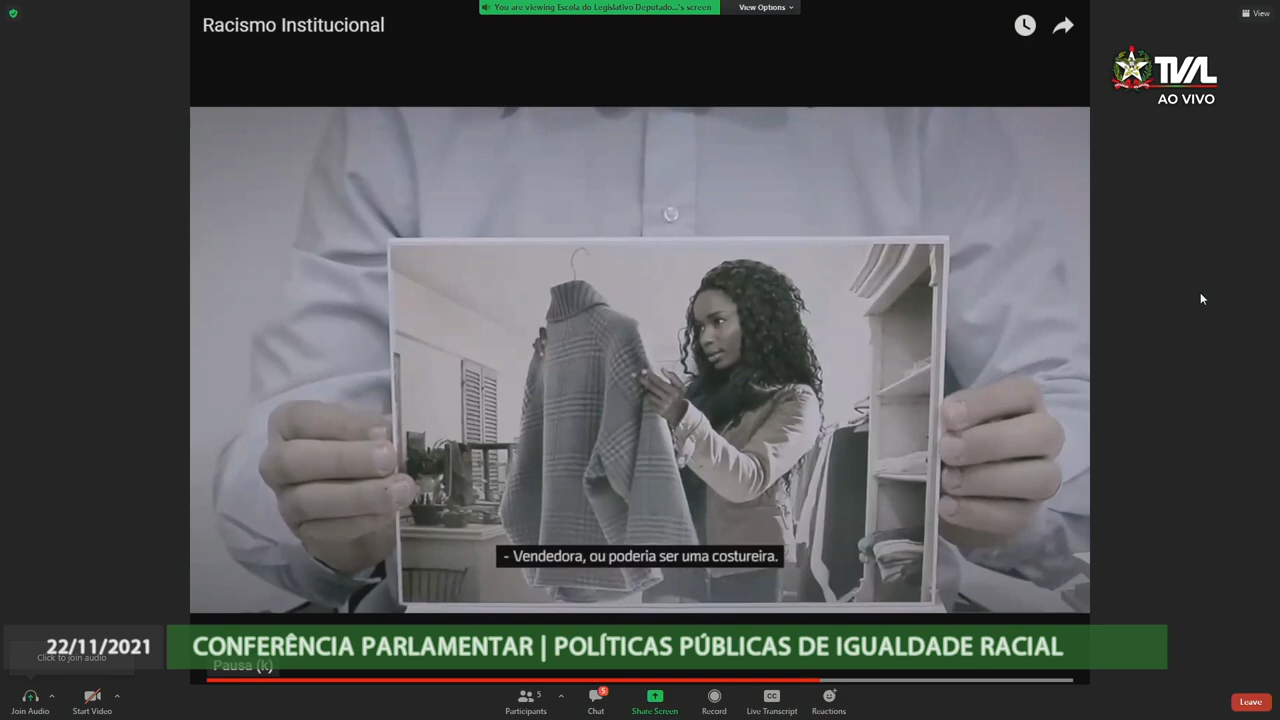 You are viewing Escola do Legislativo Deputado...'s screen
View Options
View
Racismo Institucional
TVAL
AO VIVO
- Vendedora, ou poderia ser uma costureira.
22/11/2021
CONFERÊNCIA PARLAMENTAR | POLÍTICAS PÚBLICAS DE IGUALDADE RACIAL
Click to join audio
Pausa (k)
Join Audio
Start Video
Participants
5
Chat
5
Share Screen
Record
CC
Live Transcript
Reactions
Leave